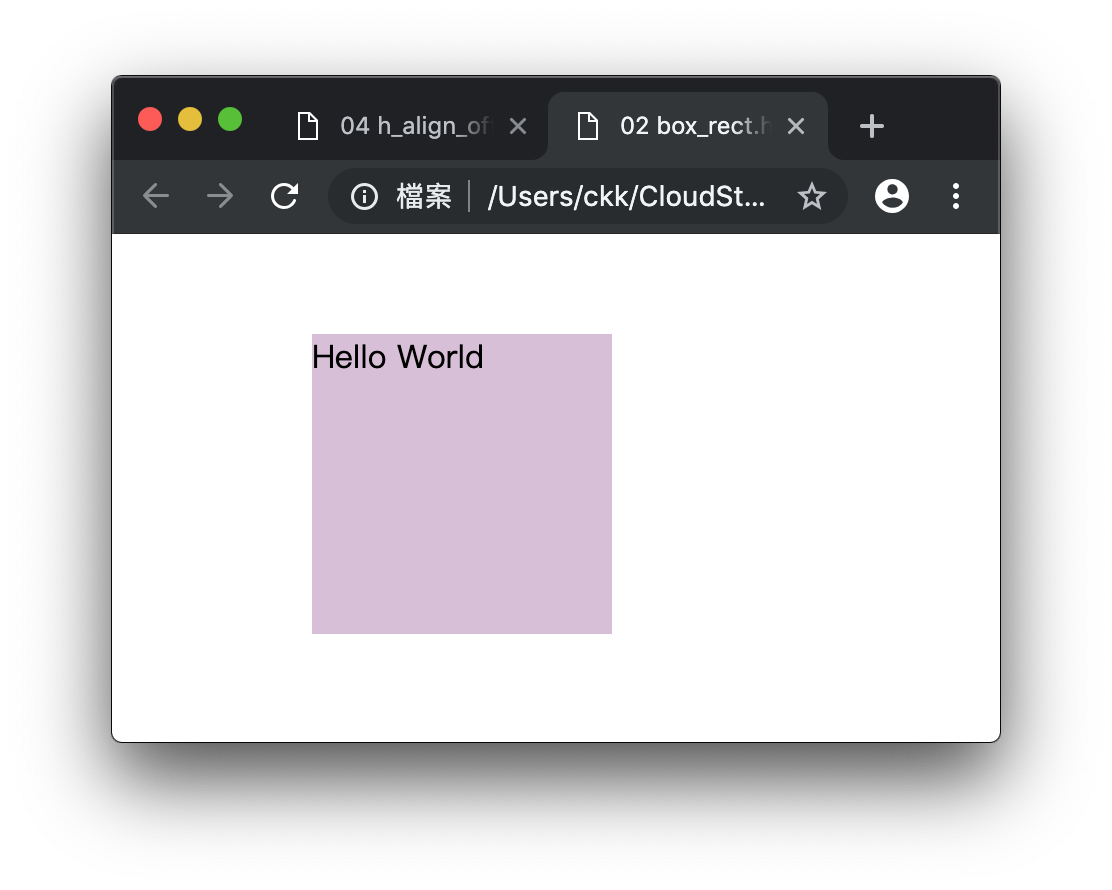 04 h_align_of
02 box_rect.h
檔案
/Users/ckk/CloudSt...
Hello World